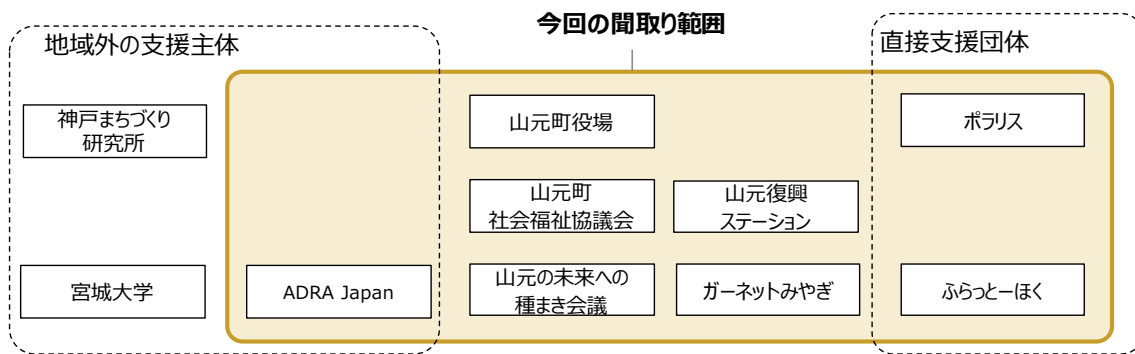 今回の聞取り範囲
地域外の支援主体
直接支援団体
神戸まちづくり
研究所
山元町役場
ポラリス
山元町
社会福祉協議会
山元復興
ステーション
宮城大学
ADRA Japan
山元の未来への
種まき会議
ガーネットみやぎ
ふらっとーほく